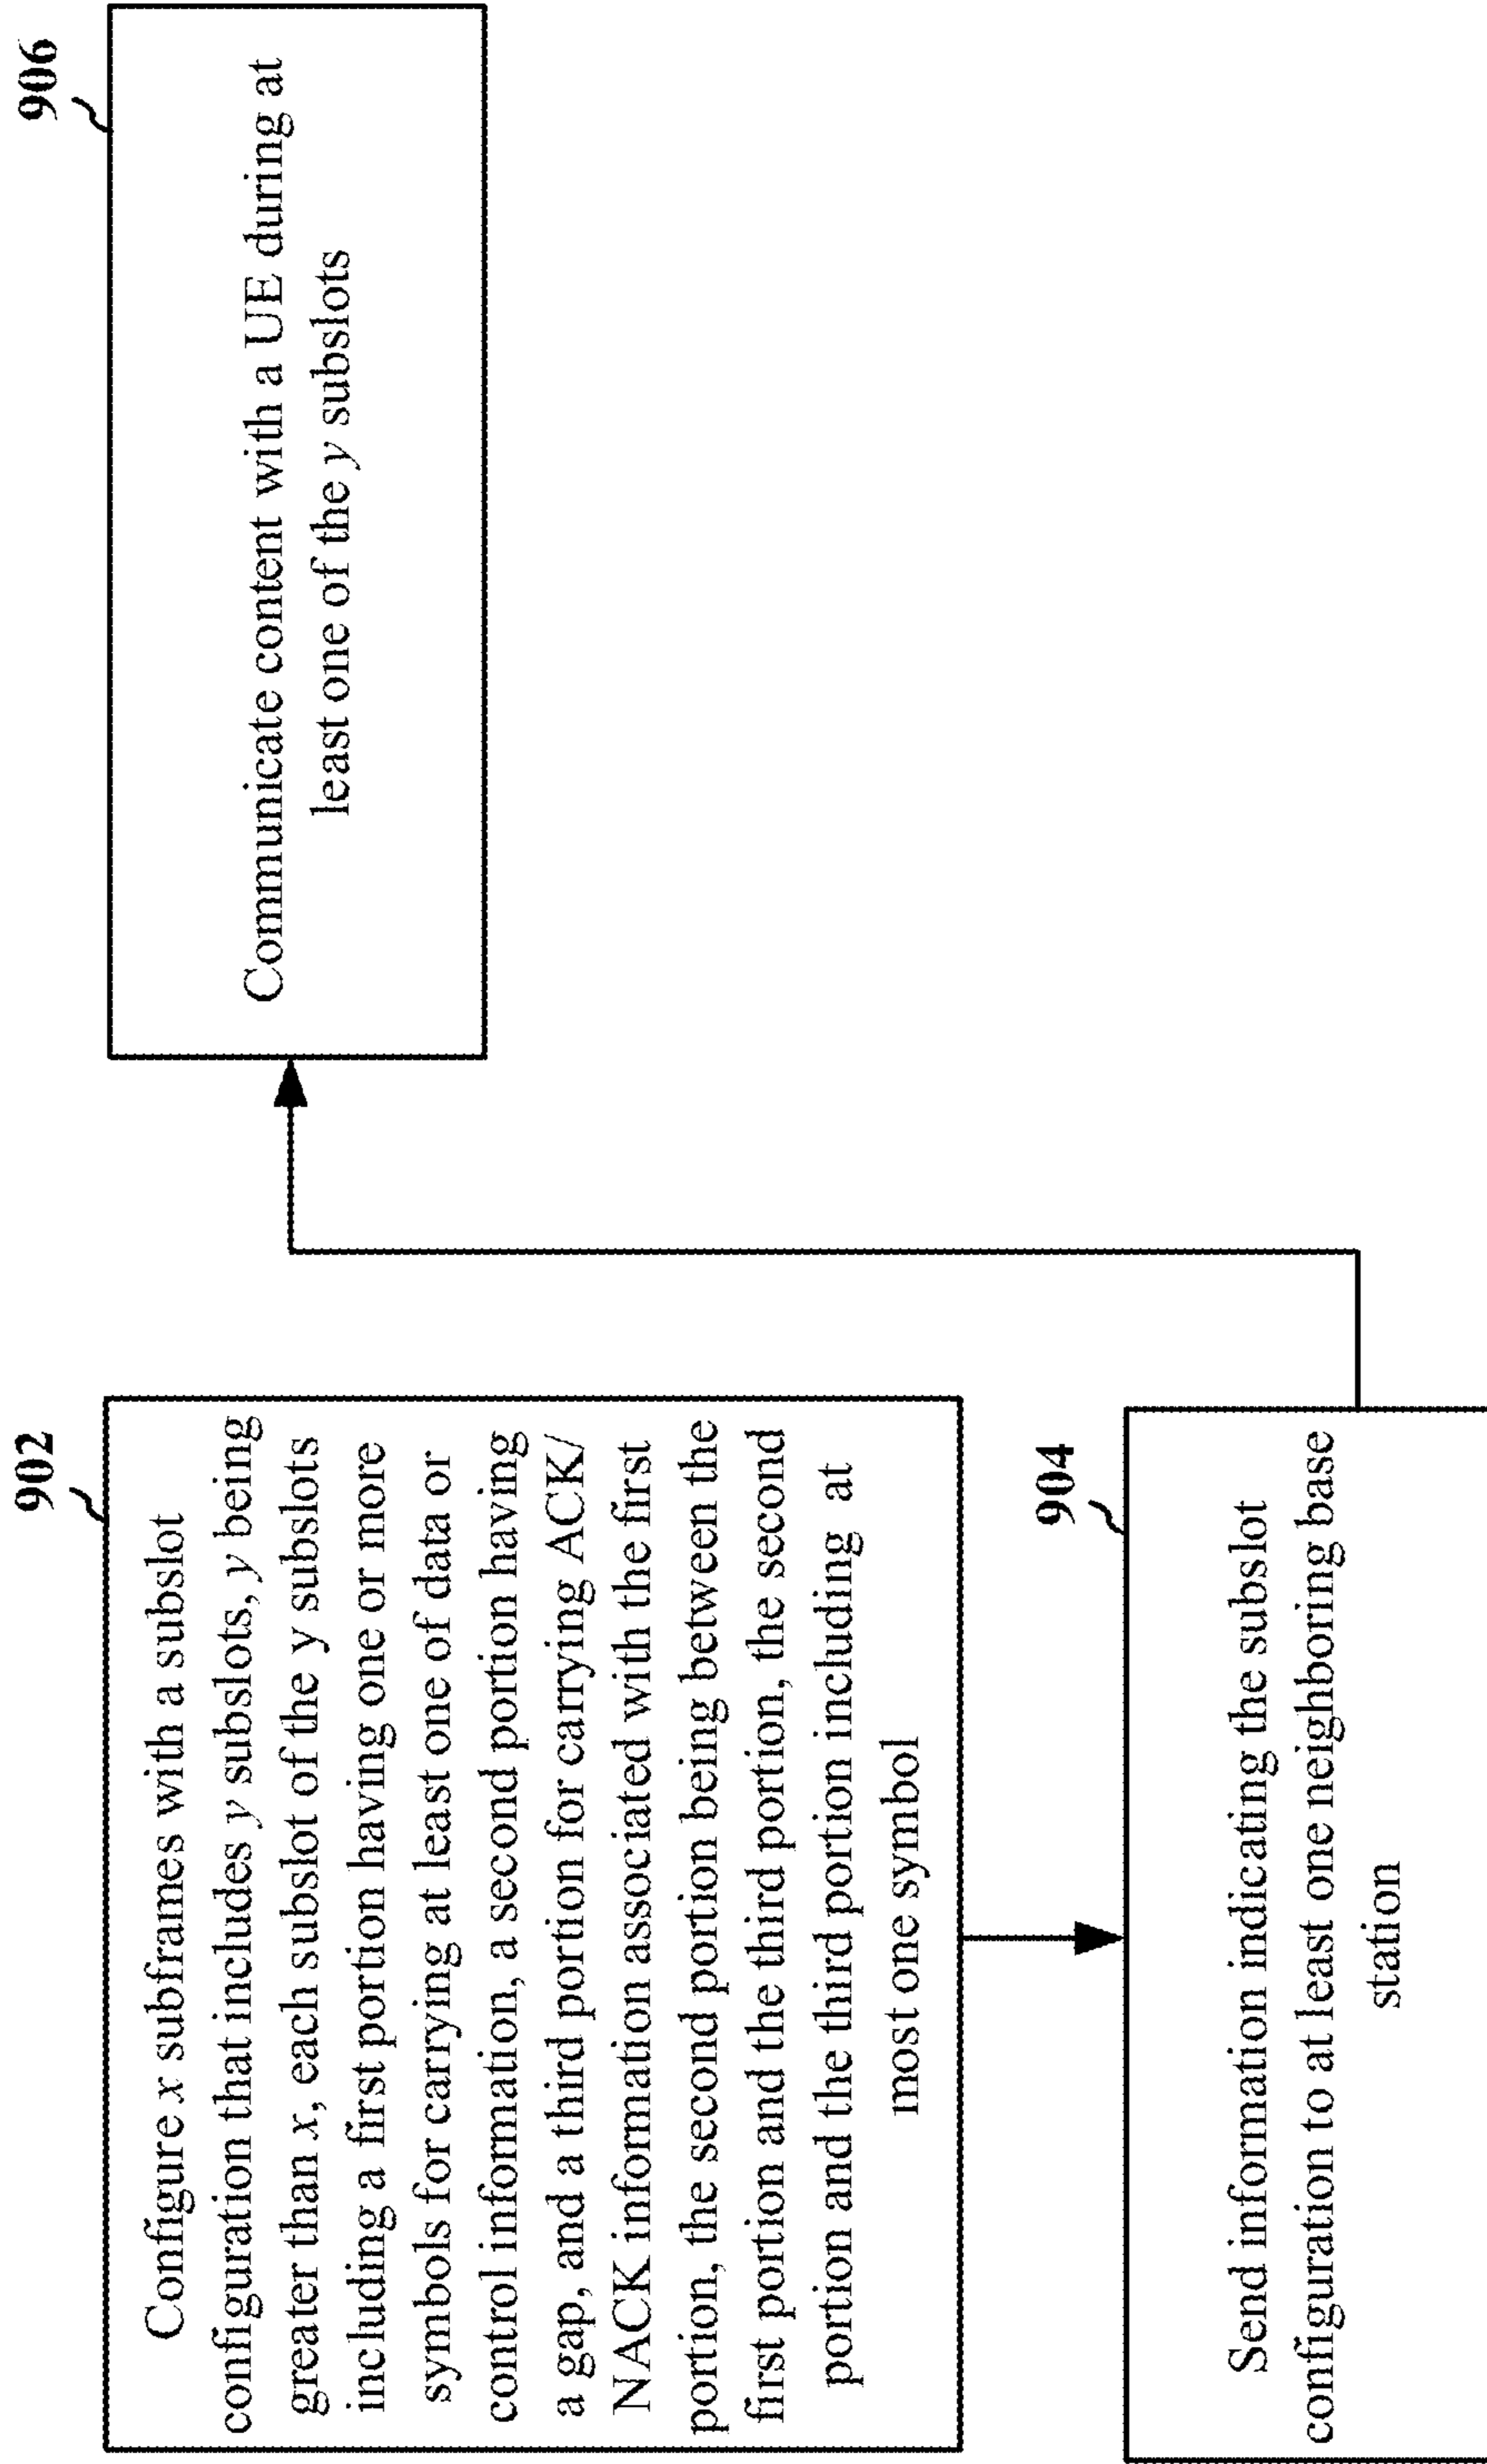 902
Configure x subframes with a subslot
configuration that includes y subslots, y being
greater than x, each subslot of the y subslots
including a first portion having one or more
symbols for carrying at least one of data or
control information, a second portion having
a gap, and a third portion for carrying ACK/
NACK information associated with the first
portion, the second portion being between the
first portion and the third portion, the second
portion and the third portion including at
most one symbol
904
Send information indicating the subslot
configuration to at least one neighboring base
station
906
Communicate content with a UE during at
least one of the y subslots